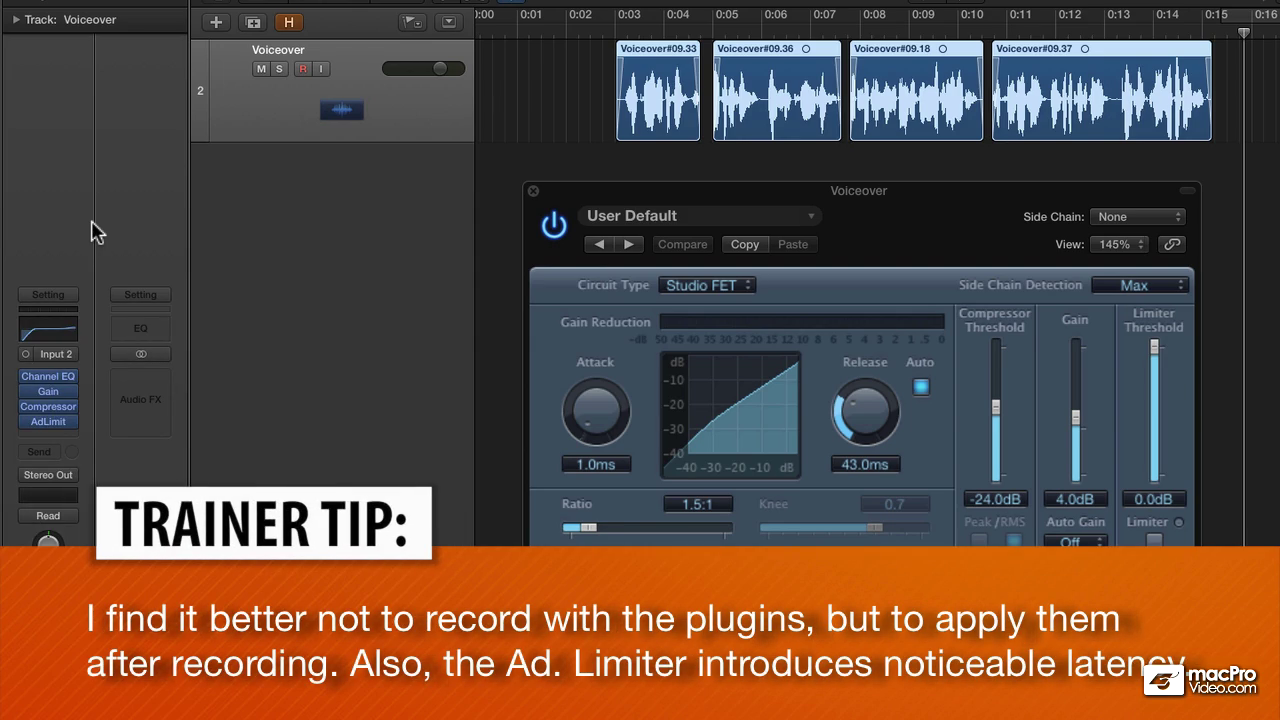 Track: Voiceover
H
0:00 0:01 0:02 0:03 0:04 0:05 0:06 0:07 0:08 0:09 0:10 0:11 0:12 0:13 0:14 0:15 0:16
2
Voiceover
M S R I
Voiceover#09.33
Voiceover#09.36
Voiceover#09.18
Voiceover#09.37
Voiceover
User Default
Side Chain: None
Compare Copy Paste
View: 145%
Circuit Type Studio FET
Side Chain Detection Max
Gain Reduction
-dB 50 45 40 35 30 25 20 15 12 10 8 6 5 4 3 2 1 .5 0
Compressor Threshold
Gain
Limiter Threshold
Attack
Release
Auto
dB
-10
-20
-30
-40
-40 -30 -20 -10 dB
1.0ms
43.0ms
-24.0dB
4.0dB
0.0dB
Ratio 1.5:1
Knee 0.7
Peak /RMS
Auto Gain
Limiter
Off
Setting
Setting
EQ
Input 2
Channel EQ
Gain
Compressor
AdLimit
Audio FX
Send
Stereo Out
Read
TRAINER TIP:
I find it better not to record with the plugins, but to apply them
after recording. Also, the Ad. Limiter introduces noticeable latency.
macPro
Video.com